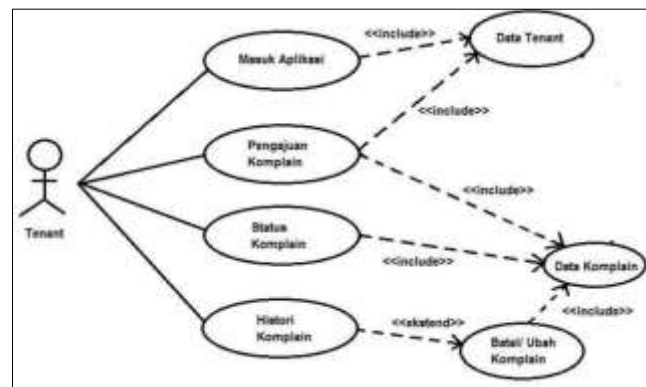 <<include>>
Data Tenant
Masuk Aplikasi
<<include>>
Pengajuan
Komplain
<<include>>
Tenant
Status
Komplain
<<include>>
Data Komplain
Histori
Komplain
<<ekstend>>
<<include>>
Batal/ Ubah
Komplain